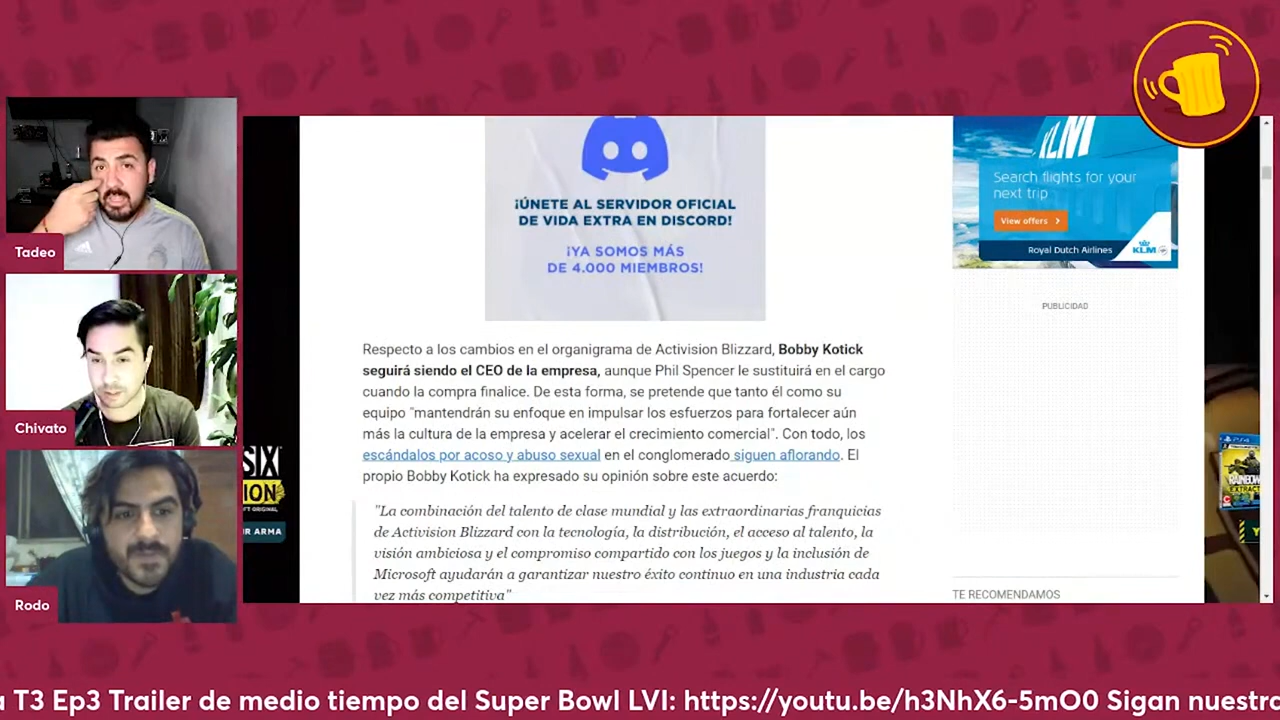 Tadeo
Chivato
Rodo
¡ÚNETE AL SERVIDOR OFICIAL
DE VIDA EXTRA EN DISCORD!
¡YA SOMOS MÁS
DE 4.000 MIEMBROS!
Respecto a los cambios en el organigrama de Activision Blizzard, Bobby Kotick
seguirá siendo el CEO de la empresa, aunque Phil Spencer le sustituirá en el cargo
cuando la compra finalice. De esta forma, se pretende que tanto él como su
equipo "mantendrán su enfoque en impulsar los esfuerzos para fortalecer aún
más la cultura de la empresa y acelerar el crecimiento comercial". Con todo, los
escándalos por acoso y abuso sexual en el conglomerado siguen aflorando. El
propio Bobby Kotick ha expresado su opinión sobre este acuerdo:
"La combinación del talento de clase mundial y las extraordinarias franquicias
de Activision Blizzard con la tecnología, la distribución, el acceso al talento, la
visión ambiciosa y el compromiso compartido con los juegos y la inclusión de
Microsoft ayudarán a garantizar nuestro éxito continuo en una industria cada
vez más competitiva"
KLM
Search flights for your
next trip
View offers
Royal Dutch Airlines
KLM
PUBLICIDAD
TE RECOMENDAMOS
SIX
ION
FT ORIGINAL
R ARMA
PS4
RAINBOW
EXTRACT
Y
a T3 Ep3 Trailer de medio tiempo del Super Bowl LVI: https://youtu.be/h3NhX6-5mO0 Sigan nuestra